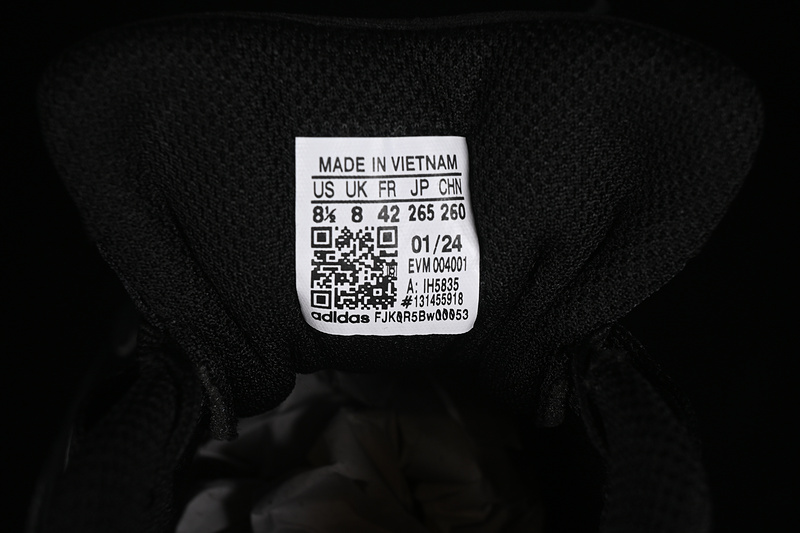 MADE IN VIETNAM
US UK FR JP CHN
8½ 8 42 265 260
01/24
EVM 004001
A: IH5835
#131455918
adidas FJKQR5Bw00053